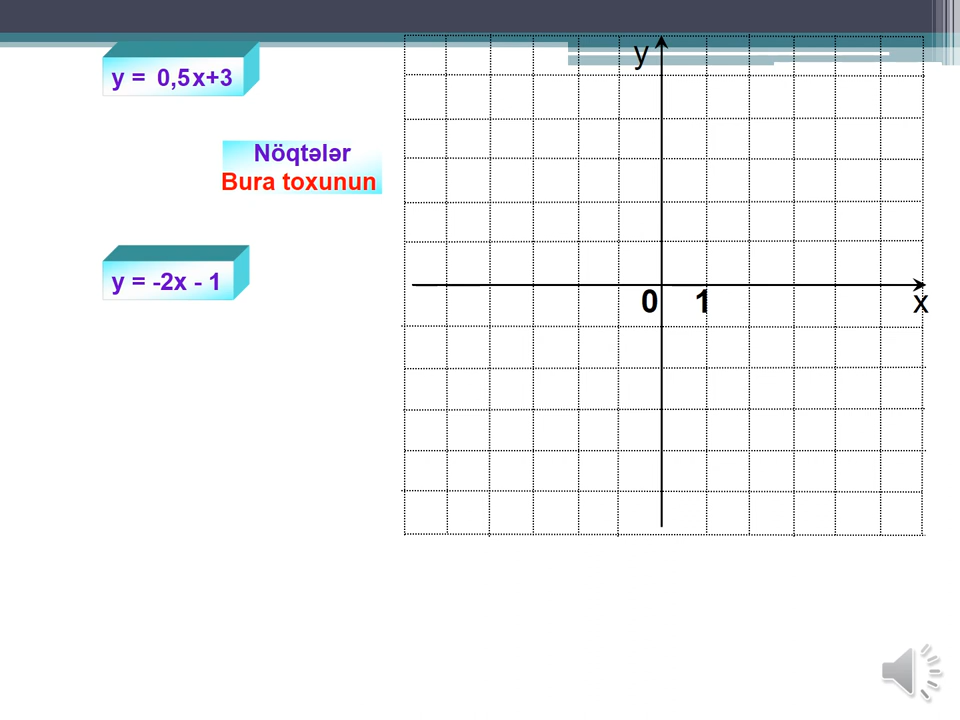 y = 0,5x+3
Nöqtələr
Bura toxunun
y = -2x - 1
y
0 1
x